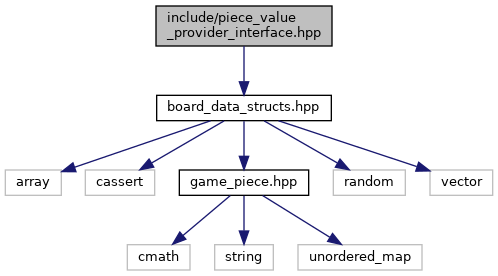 include/piece_value
_provider_interface.hpp
board_data_structs.hpp
array
cassert
game_piece.hpp
random
vector
cmath
string
unordered_map